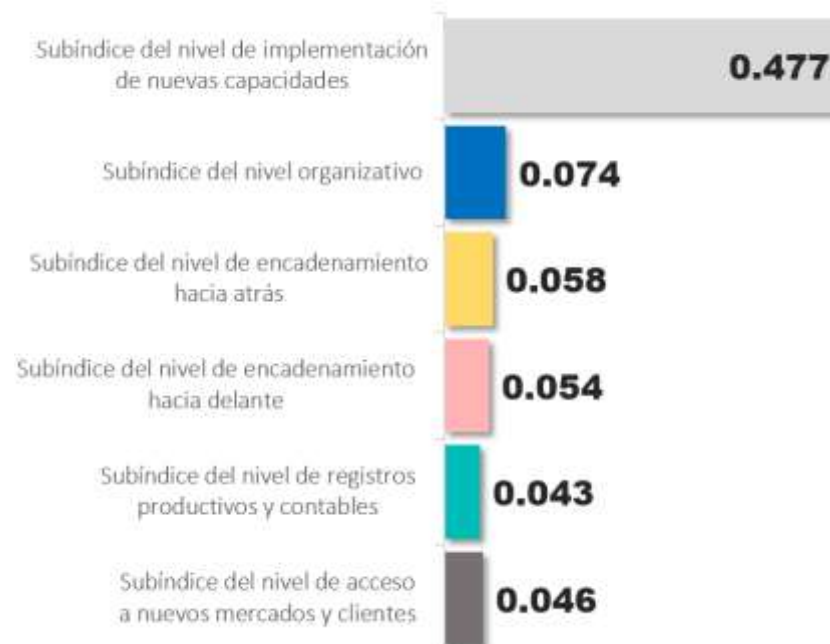 Subíndice del nivel de implementación
de nuevas capacidades
0.477
Subíndice del nivel organizativo
0.074
Subíndice del nivel de encadenamiento
hacia atrás
0.058
Subíndice del nivel de encadenamiento
hacia delante
0.054
Subíndice del nivel de registros
productivos y contables
0.043
Subíndice del nivel de acceso
a nuevos mercados y clientes
0.046